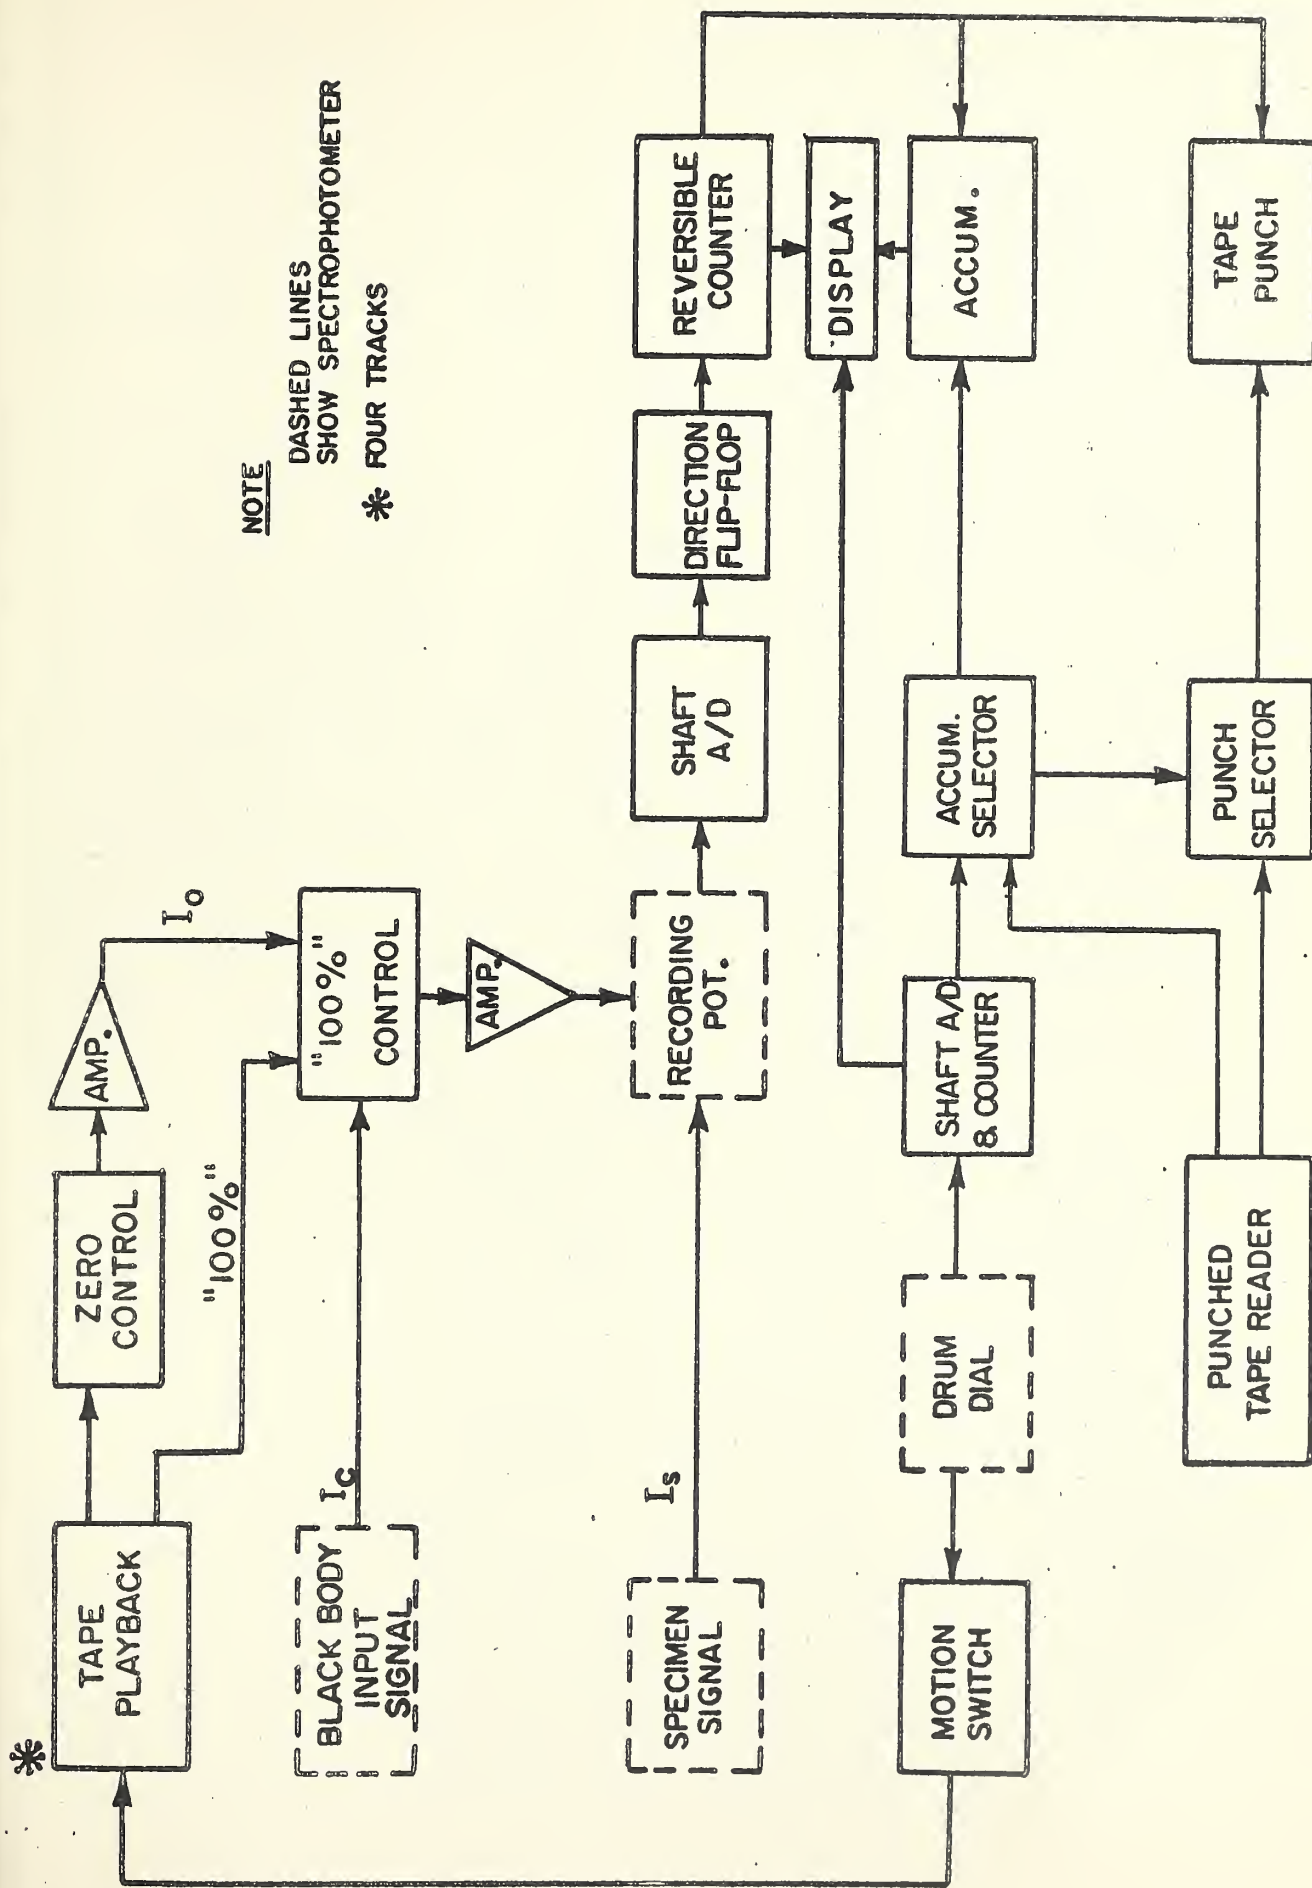 *
TAPE
PLAYBACK
ZERO
CONTROL
AMP.
I₀
"100%"
BLACK BODY
INPUT
SIGNAL
I_C
"100%"
CONTROL
AMP.
NOTE
DASHED LINES
SHOW SPECTROPHOTOMETER
* FOUR TRACKS
SPECIMEN
SIGNAL
I_S
RECORDING
POT.
SHAFT
A/D
DIRECTION
FLIP-FLOP
REVERSIBLE
COUNTER
DISPLAY
MOTION
SWITCH
DRUM
DIAL
SHAFT A/D
& COUNTER
ACCUM.
SELECTOR
ACCUM.
PUNCHED
TAPE READER
PUNCH
SELECTOR
TAPE
PUNCH